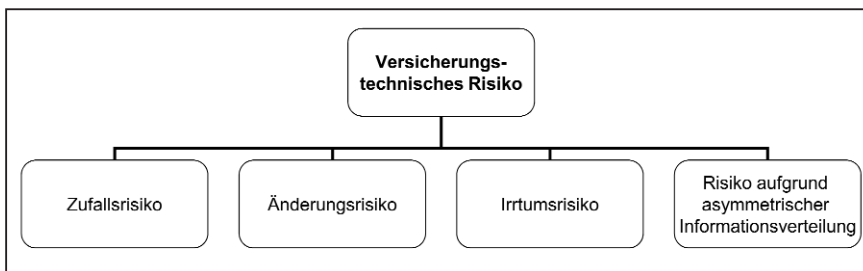 Versicherungs-
technisches Risiko
Zufallsrisiko
Änderungsrisiko
Irrtumsrisiko
Risiko aufgrund
asymmetrischer
Informationsverteilung